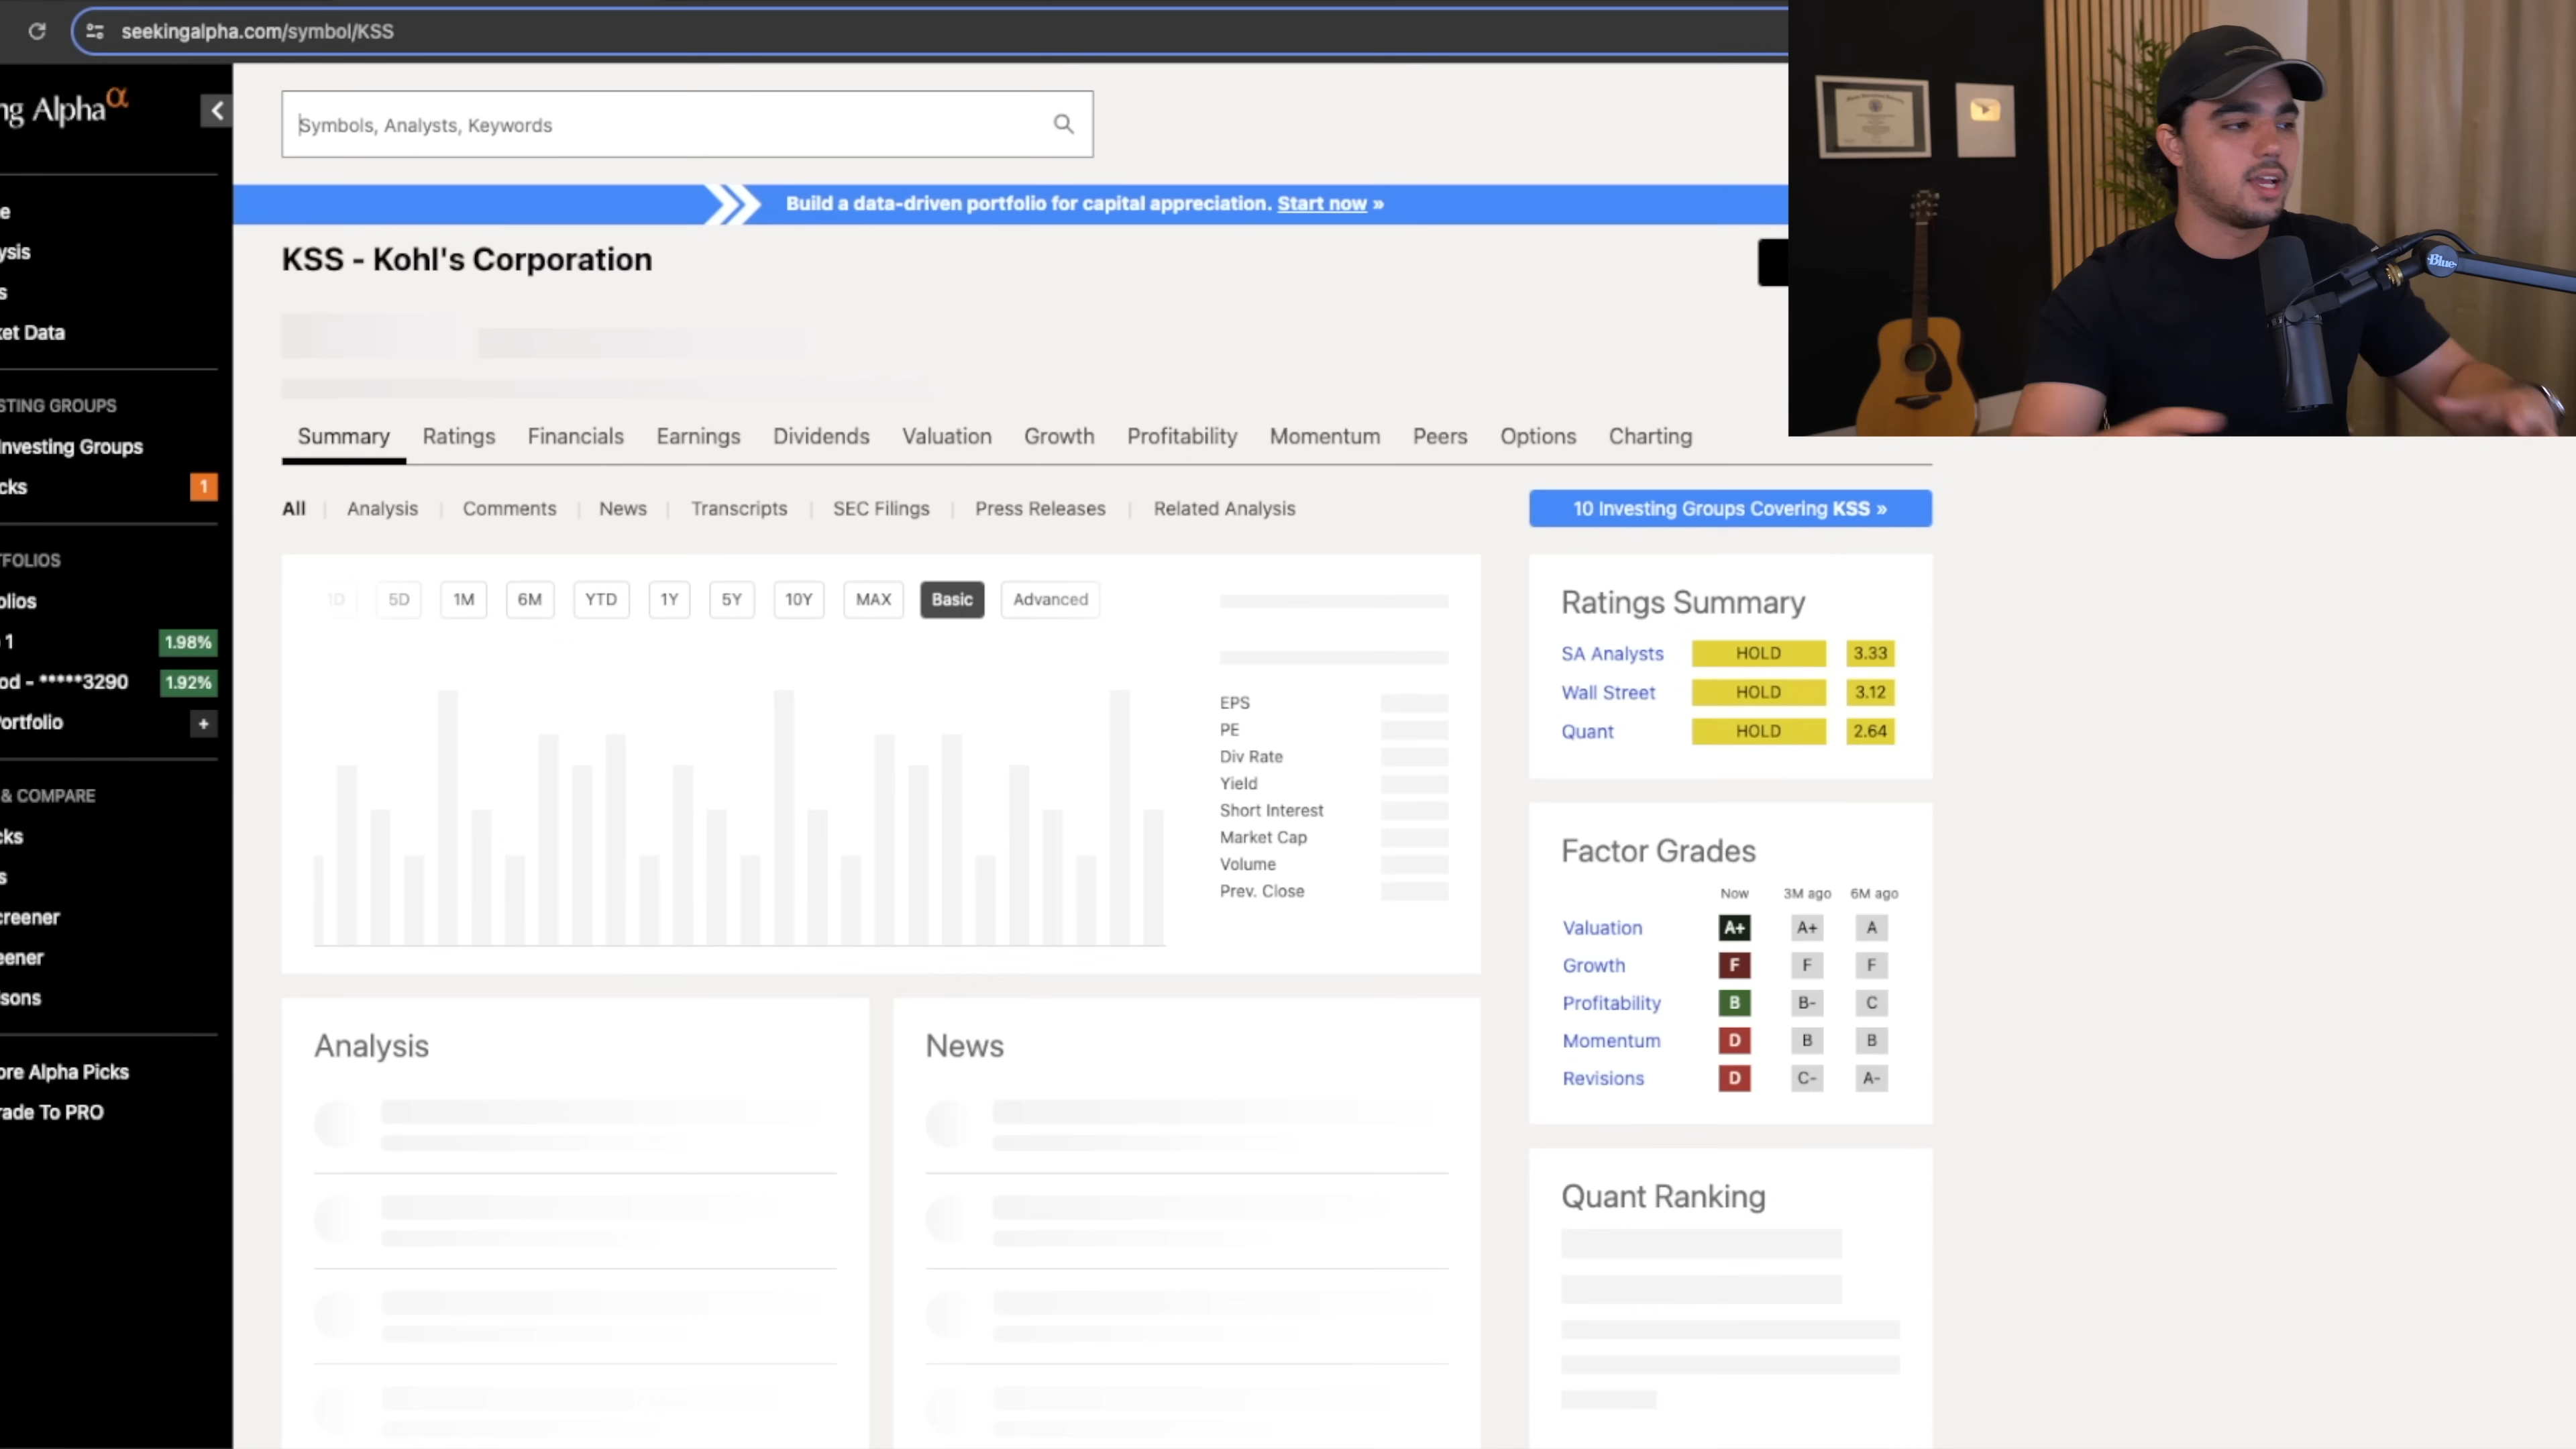 seekingalpha.com/symbol/KSS
ng Alphaα
Symbols, Analysts, Keywords
Build a data-driven portfolio for capital appreciation. Start now »
KSS - Kohl's Corporation
e
ysis
s
ket Data
STING GROUPS
Investing Groups
cks 1
TFOLIOS
olios
1 1.98%
od - *****3290 1.92%
ortfolio +
& COMPARE
cks
s
creener
eener
isons
ore Alpha Picks
rade To PRO
Summary Ratings Financials Earnings Dividends Valuation Growth Profitability Momentum Peers Options Charting
All | Analysis | Comments | News | Transcripts | SEC Filings | Press Releases | Related Analysis
10 Investing Groups Covering KSS »
1D 5D 1M 6M YTD 1Y 5Y 10Y MAX Basic Advanced
EPS
PE
Div Rate
Yield
Short Interest
Market Cap
Volume
Prev. Close
Ratings Summary
SA Analysts HOLD 3.33
Wall Street HOLD 3.12
Quant HOLD 2.64
Factor Grades
Now 3M ago 6M ago
Valuation A+ A+ A
Growth F F F
Profitability B B- C
Momentum D B B
Revisions D C- A-
Analysis
News
Quant Ranking
Blue